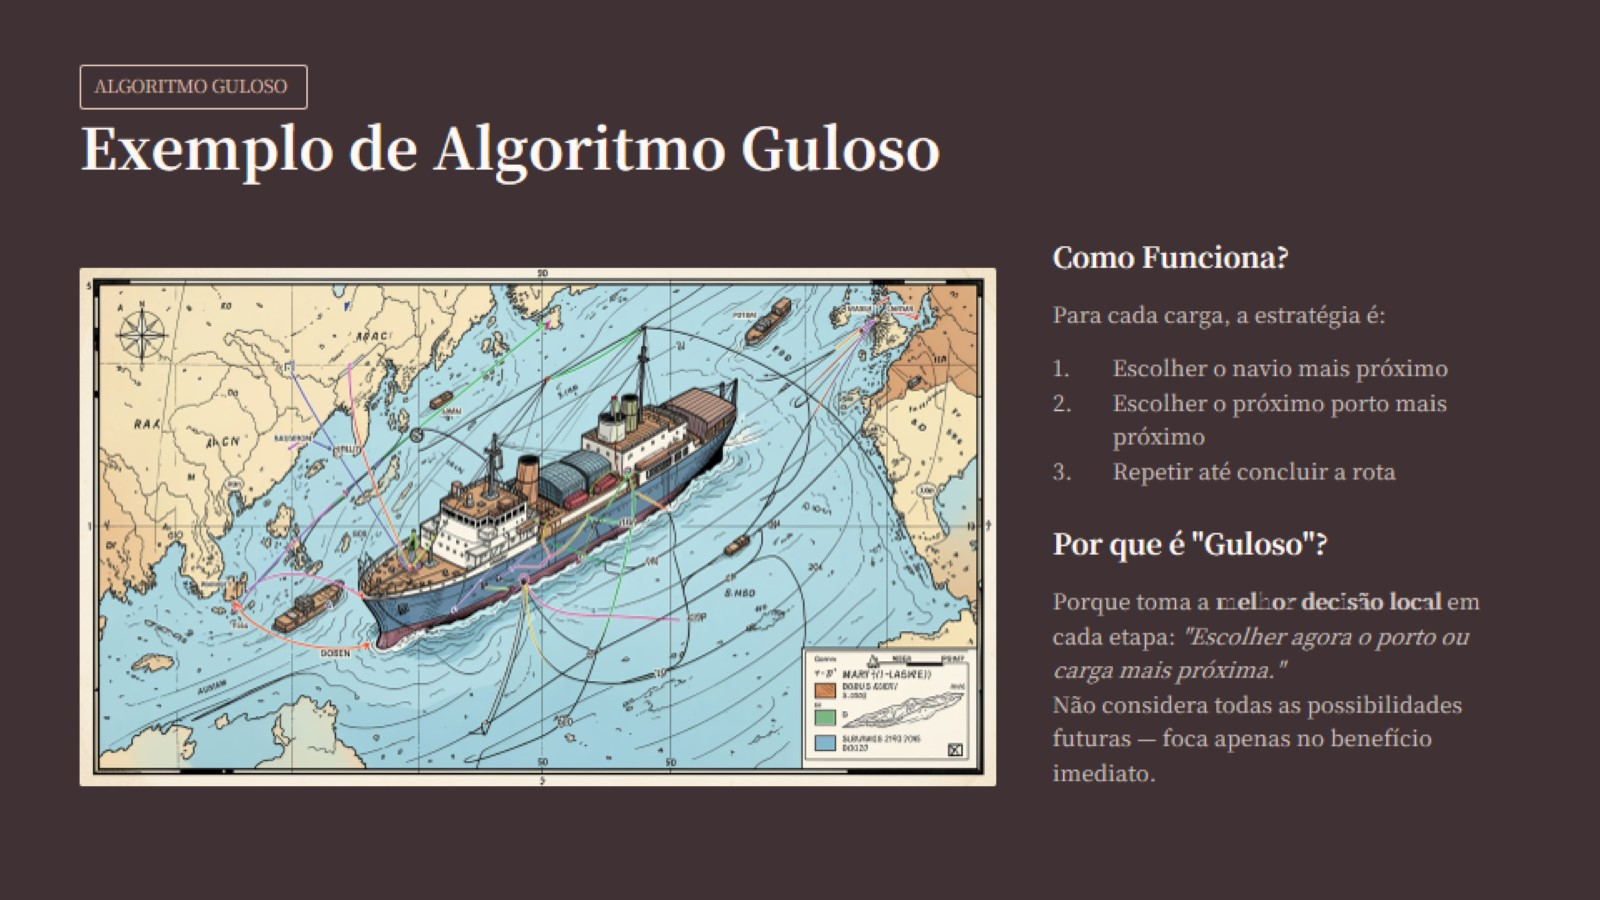 ALGORITMO GULOSO
Exemplo de Algoritmo Guloso
Como Funciona?
Para cada carga, a estratégia é:
1. Escolher o navio mais próximo
2. Escolher o próximo porto mais
próximo
3. Repetir até concluir a rota
Por que é "Guloso"?
Porque toma a melhor decisão local em
cada etapa: "Escolher agora o porto ou
carga mais próxima."
Não considera todas as possibilidades
futuras — foca apenas no benefício
imediato.